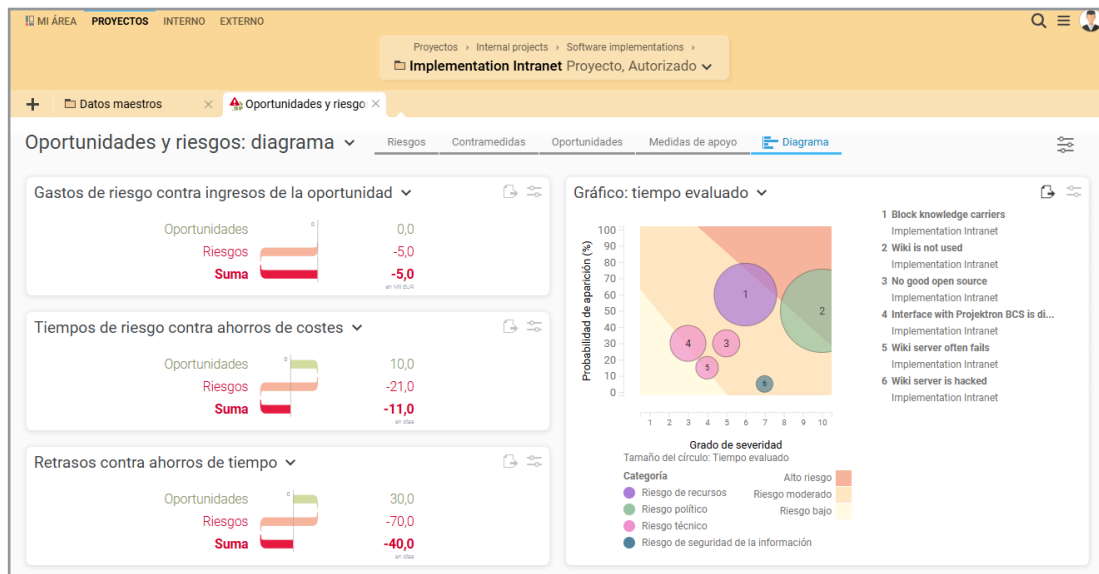 MI ÁREA PROYECTOS INTERNO EXTERNO
Proyectos › Internal projects › Software implementations ›
Implementation Intranet Proyecto, Autorizado
+ Datos maestros × Oportunidades y riesgo ×
Oportunidades y riesgos: diagrama Riesgos Contramedidas Oportunidades Medidas de apoyo Diagrama
Gastos de riesgo contra ingresos de la oportunidad
0
Oportunidades 0,0
Riesgos -5,0
Suma -5,0
en Mil EUR
Tiempos de riesgo contra ahorros de costes
0
Oportunidades 10,0
Riesgos -21,0
Suma -11,0
en días
Retrasos contra ahorros de tiempo
0
Oportunidades 30,0
Riesgos -70,0
Suma -40,0
en días
Gráfico: tiempo evaluado
Probabilidad de aparición (%)
100
90
80
70
60
50
40
30
20
10
0
1
2
4
3
5
6
1 2 3 4 5 6 7 8 9 10
Grado de severidad
Tamaño del círculo: Tiempo evaluado
Categoría
Riesgo de recursos
Riesgo político
Riesgo técnico
Riesgo de seguridad de la información
Alto riesgo
Riesgo moderado
Riesgo bajo
1 Block knowledge carriers
Implementation Intranet
2 Wiki is not used
Implementation Intranet
3 No good open source
Implementation Intranet
4 Interface with Projektron BCS is di...
Implementation Intranet
5 Wiki server often fails
Implementation Intranet
6 Wiki server is hacked
Implementation Intranet